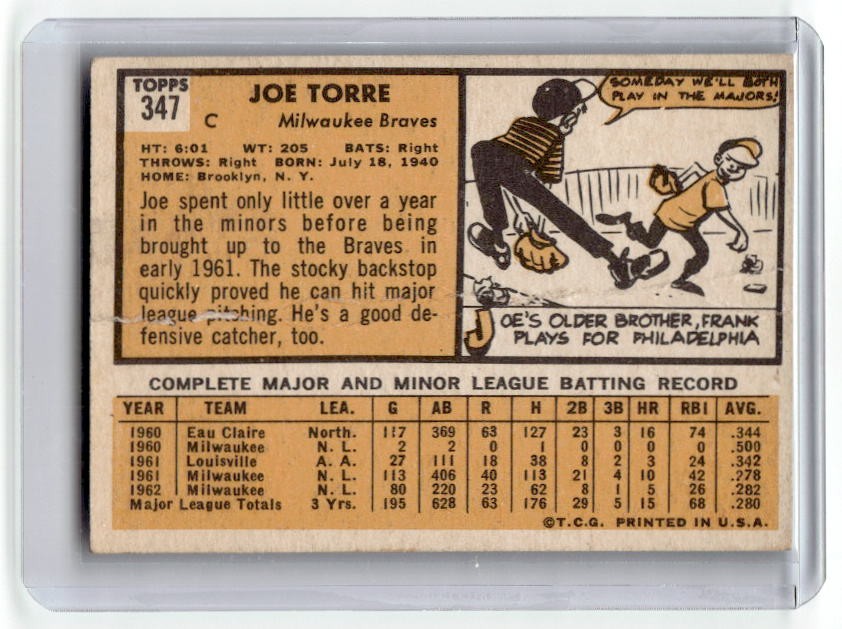 TOPPS
347
JOE TORRE
C Milwaukee Braves
HT: 6:01 WT: 205 BATS: Right
THROWS: Right BORN: July 18, 1940
HOME: Brooklyn, N. Y.
Joe spent only little over a year
in the minors before being
brought up to the Braves in
early 1961. The stocky backstop
quickly proved he can hit major
league pitching. He's a good de-
fensive catcher, too.
SOMEDAY WE'LL BOTH
PLAY IN THE MAJORS!
JOE'S OLDER BROTHER, FRANK
PLAYS FOR PHILADELPHIA
COMPLETE MAJOR AND MINOR LEAGUE BATTING RECORD
YEAR TEAM LEA. G AB R H 2B 3B HR RBI AVG.
1960 Eau Claire North. 117 369 63 127 23 3 16 74 .344
1960 Milwaukee N. L. 2 2 0 1 0 0 0 0 .500
1961 Louisville A. A. 27 111 18 38 8 2 3 24 .342
1961 Milwaukee N. L. 113 406 40 113 21 4 10 42 .278
1962 Milwaukee N. L. 80 220 23 62 8 1 5 26 .282
Major League Totals 3 Yrs. 195 628 63 176 29 5 15 68 .280
©T.C.G. PRINTED IN U.S.A.